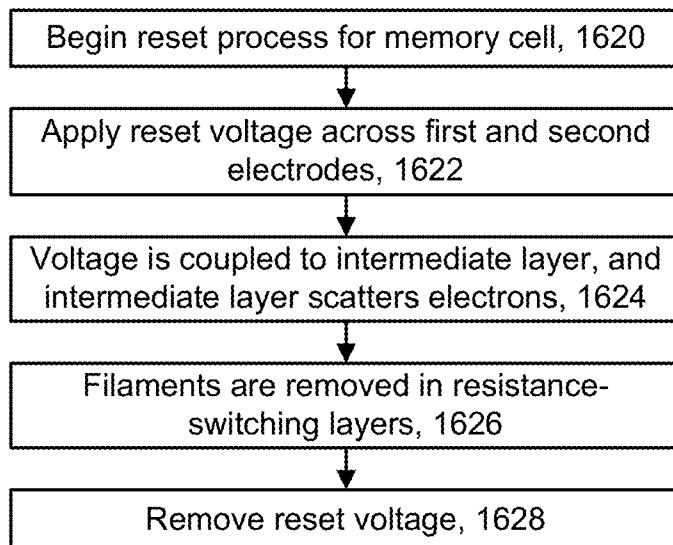 Begin reset process for memory cell, 1620
Apply reset voltage across first and second
electrodes, 1622
Voltage is coupled to intermediate layer, and
intermediate layer scatters electrons, 1624
Filaments are removed in resistance-
switching layers, 1626
Remove reset voltage, 1628